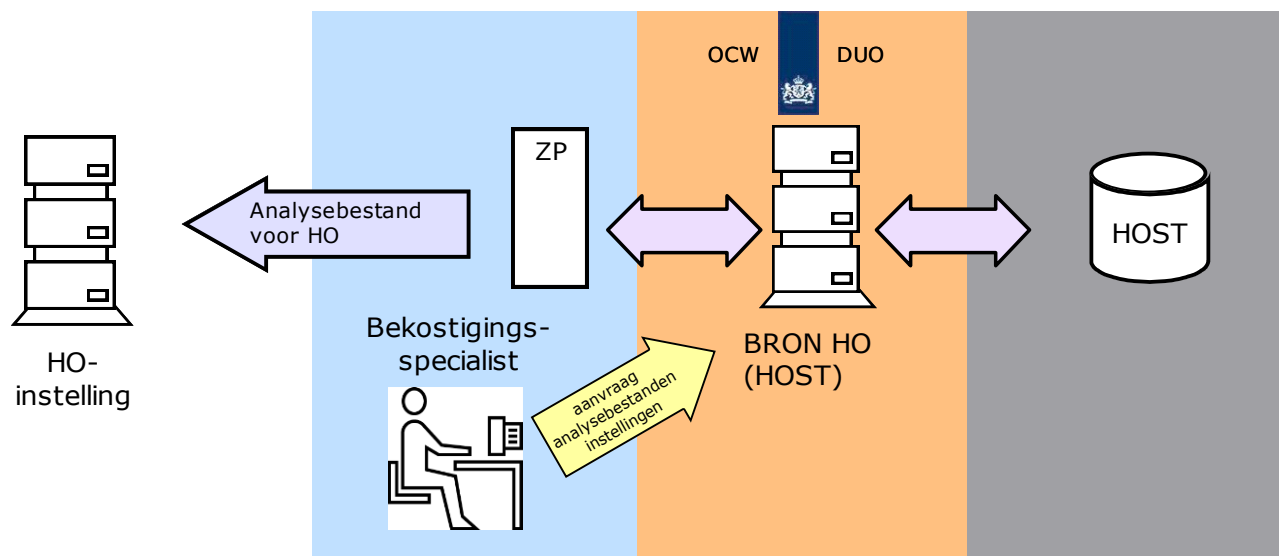 OCW
DUO
ZP
Analysebestand
voor HO
HOST
Bekostigings-
specialist
BRON HO
(HOST)
HO-
instelling
aanvraag
analysebestanden
instellingen